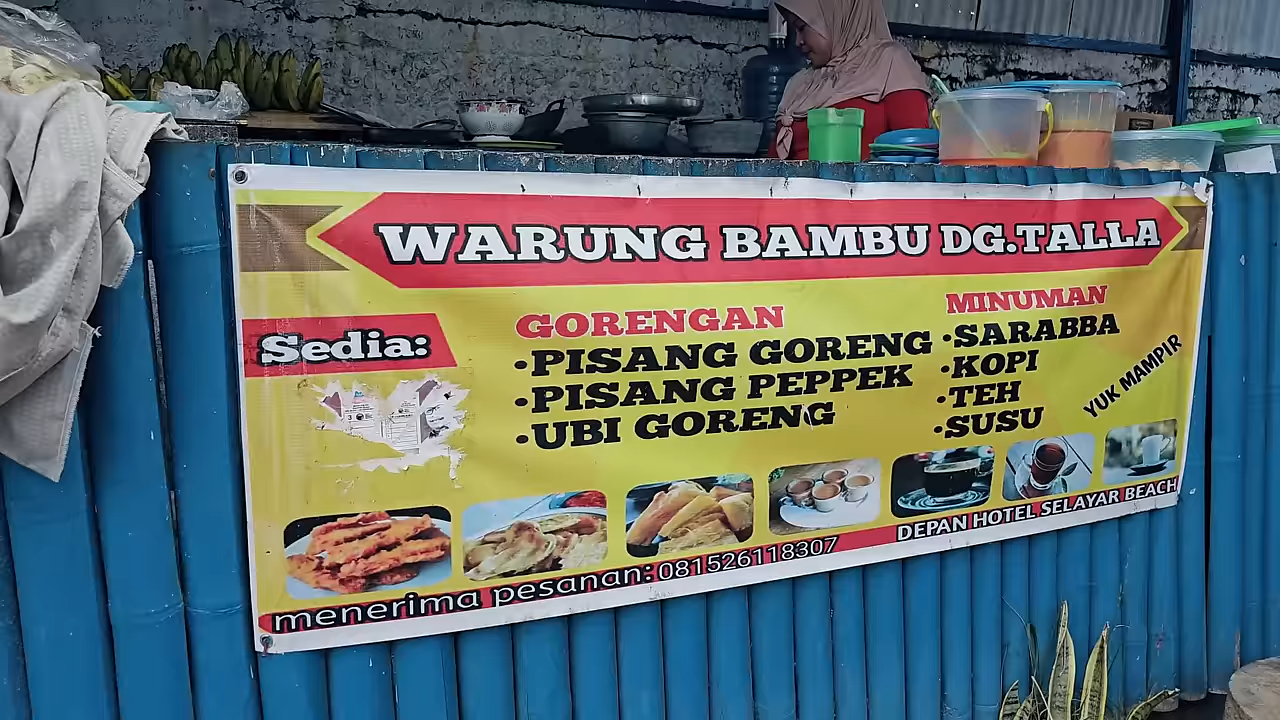 WARUNG BAMBU DG.TALLA
Sedia:
GORENGAN
•PISANG GORENG
•PISANG PEPPEK
•UBI GORENG
MINUMAN
•SARABBA
•KOPI
•TEH
•SUSU
YUK MAMPIR
menerima pesanan: 081526118307
DEPAN HOTEL SELAYAR BEACH